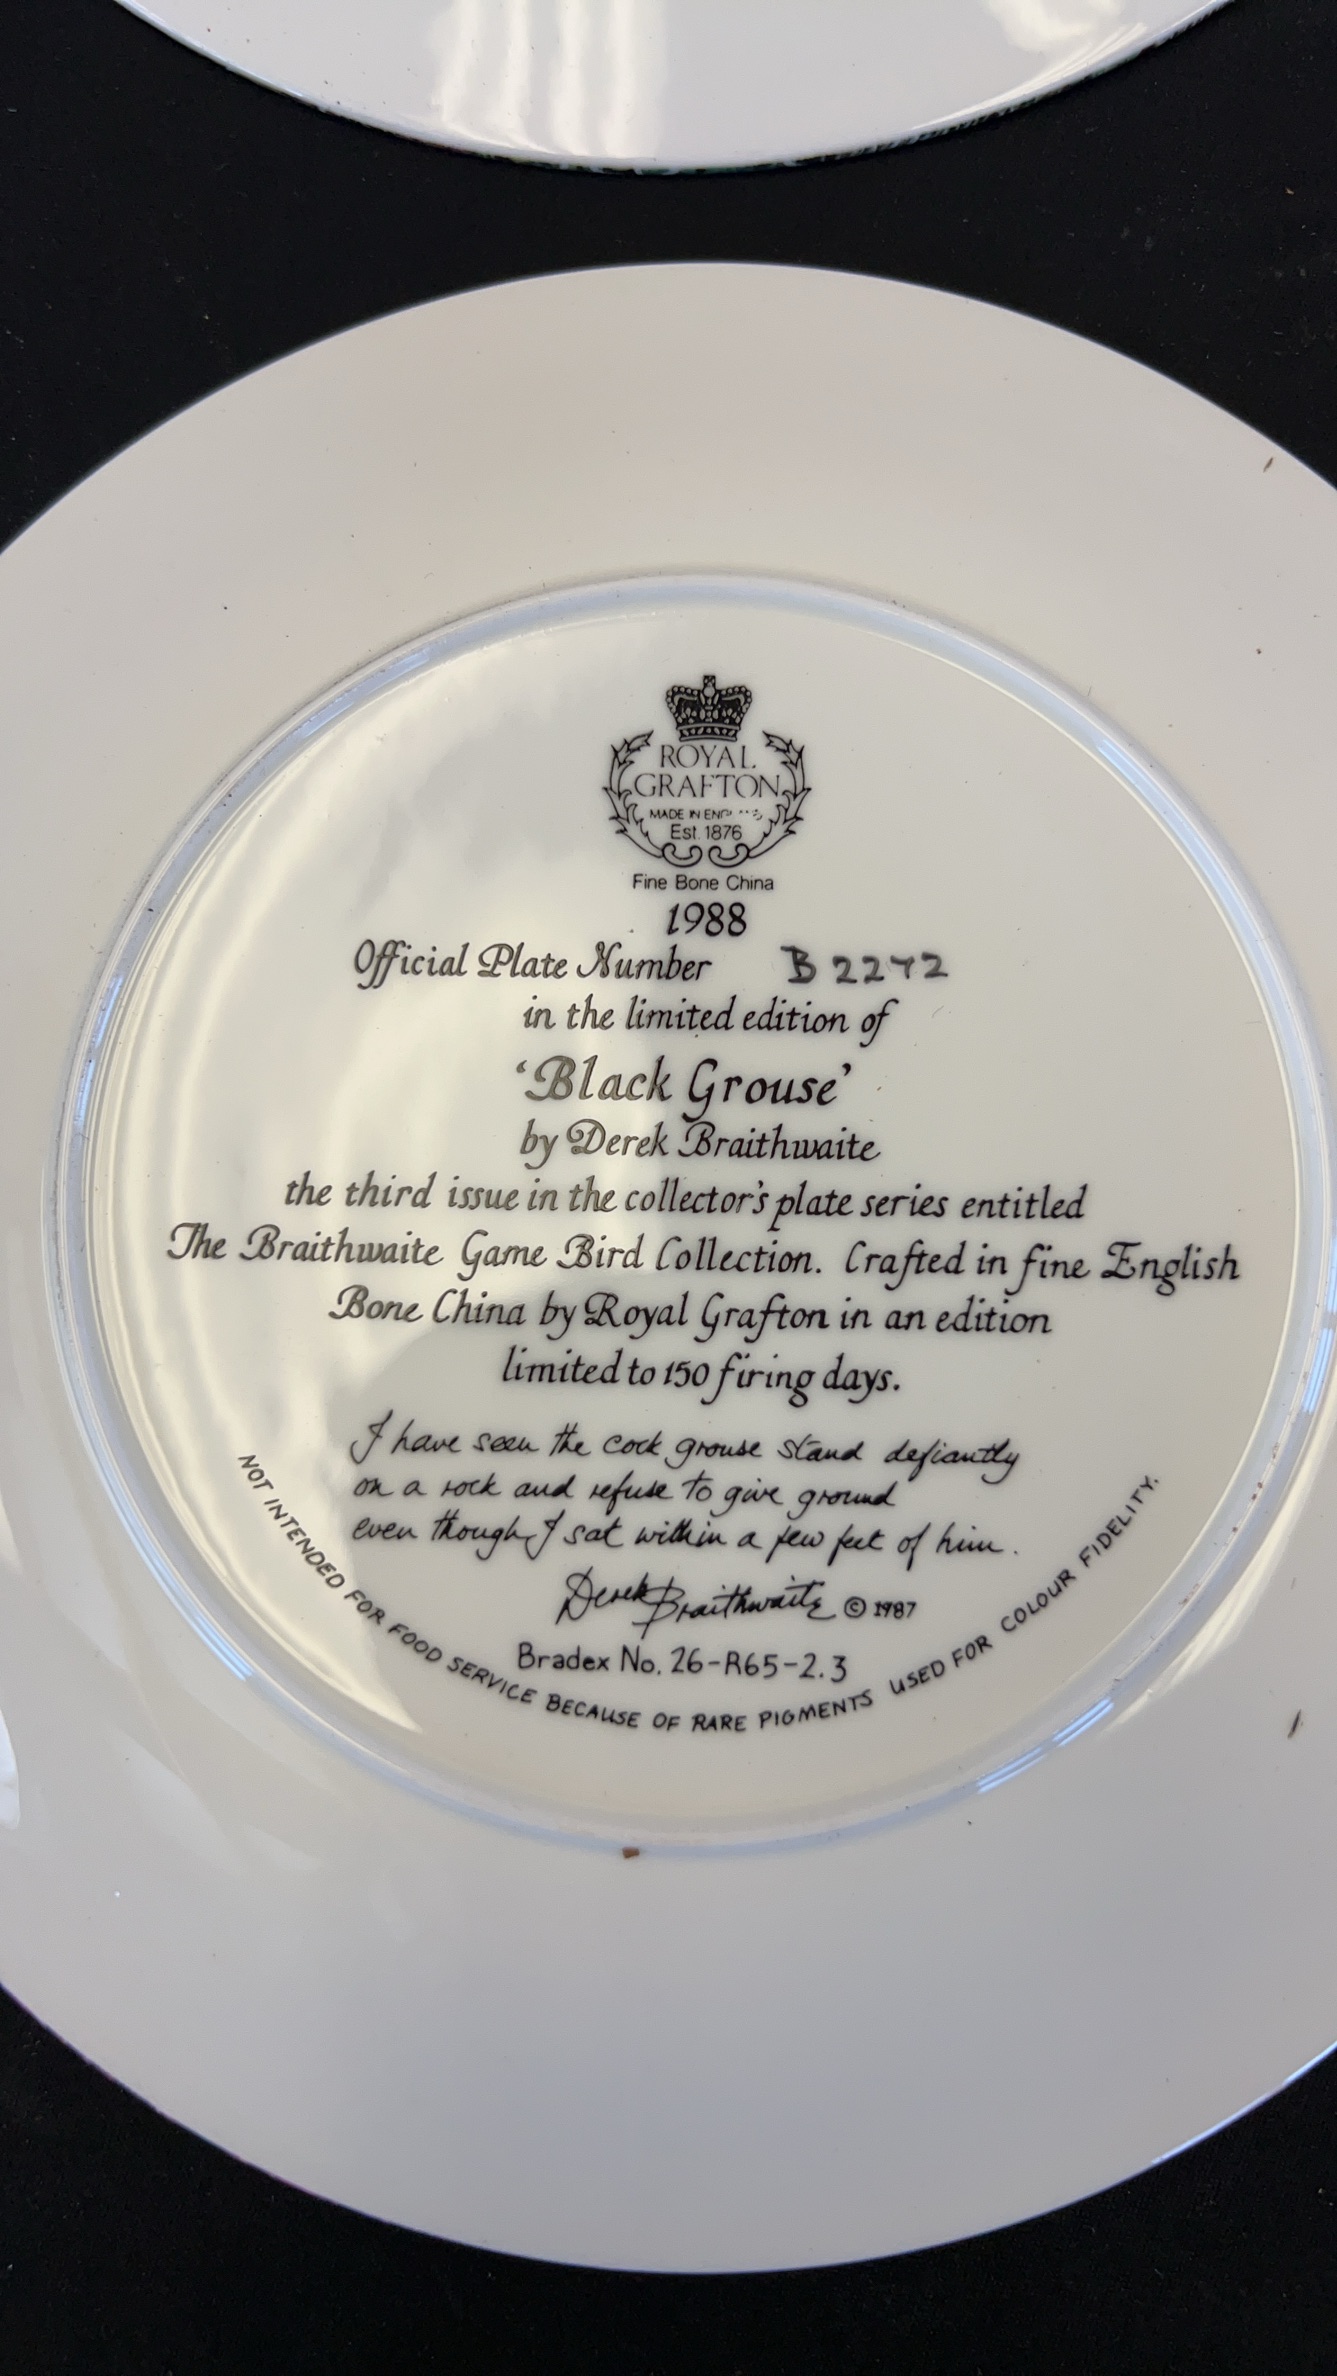 ROYAL
GRAFTON
MADE IN
Est. 1876
Fine Bone China
1988
Official Plate Number
in the limited edition of
‘Black Grouse’
by Derek Braithwaite
the third issue in the collector's plate series entitled
The Braithwaite Game Bird Collection. Crafted in fine English
Bone China by Royal Grafton in an edition
limited to 150 firing days.
I have seen the cock grouse stand defiantly
on a rock and refuse to give ground
even though I sat within a few feet of him.
Derek Braithwaite © 1987
Bradex No. 26-R65-2.3
NOT INTENDED FOR FOOD SERVICE BECAUSE OF RARE PIGMENTS USED FOR COLOUR FIDELITY.